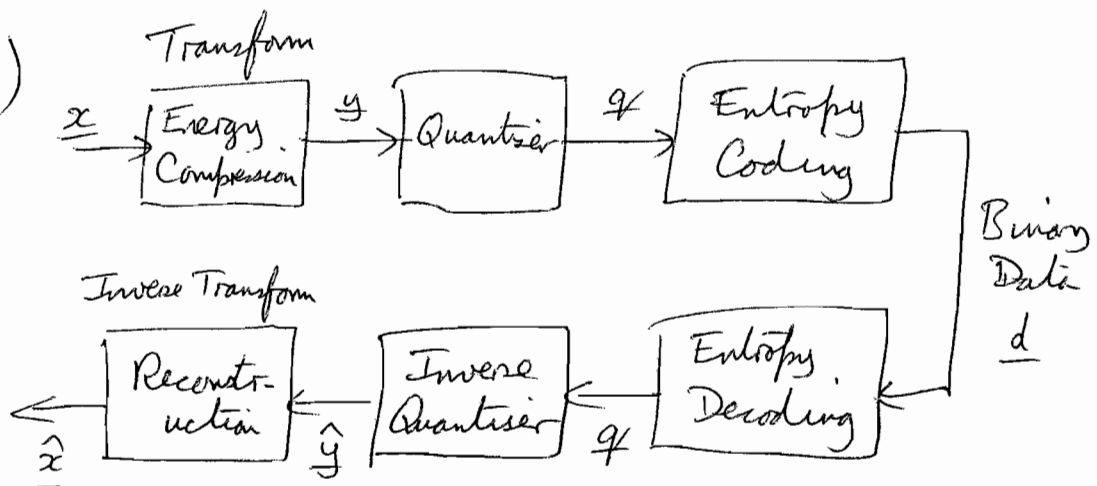 )
Transform
x
Energy
Compression
y
Quantiser
q
Entropy
Coding
Binary
Data
d
Inverse Transform
Reconstr-
uction
x̂
ŷ
Inverse
Quantiser
q
Entropy
Decoding